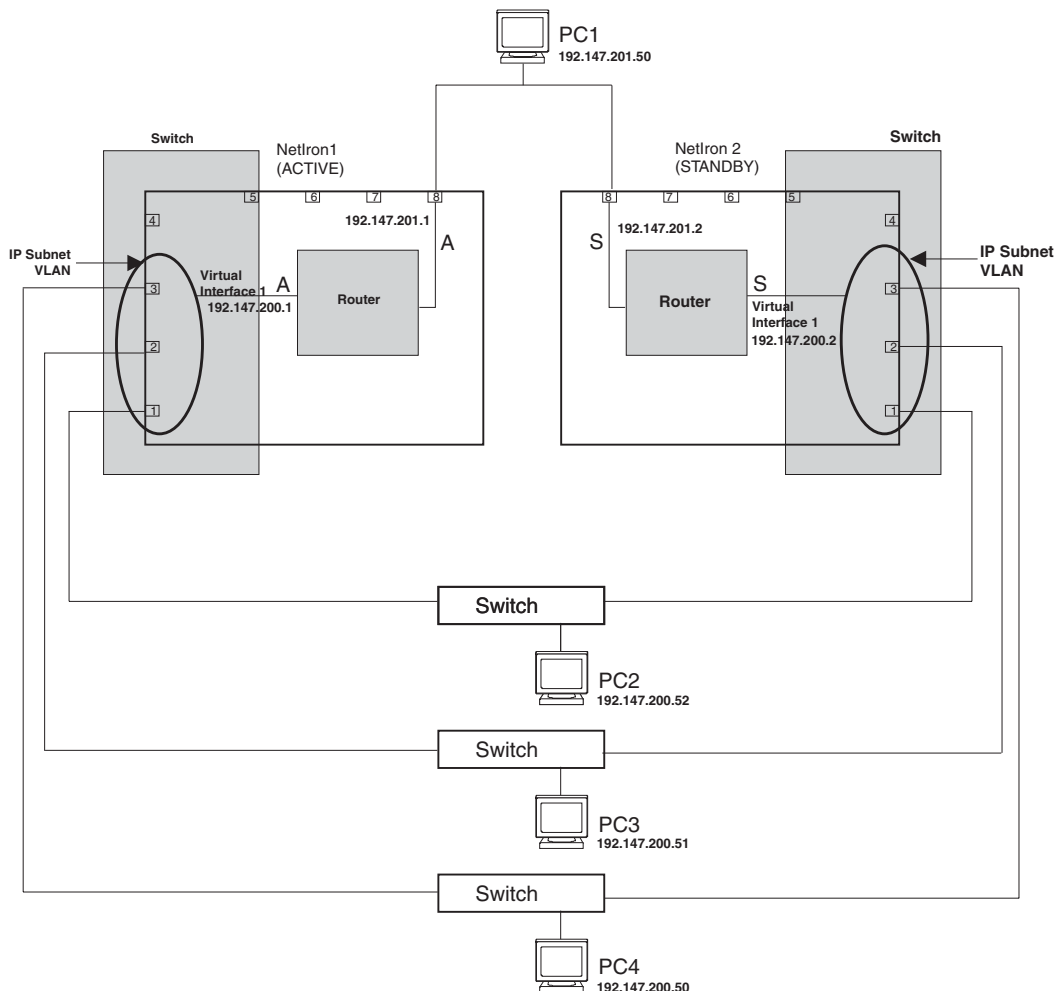 PC1
192.147.201.50
Switch
NetIron1
(ACTIVE)
NetIron 2
(STANDBY)
Switch
5
6
7
8
8
7
6
5
4
192.147.201.1
A
192.147.201.2
S
4
IP Subnet
VLAN
IP Subnet
VLAN
3
Virtual
Interface 1
192.147.200.1
A
Router
Router
S
Virtual
Interface 1
192.147.200.2
3
2
2
1
1
Switch
PC2
192.147.200.52
Switch
PC3
192.147.200.51
Switch
PC4
192.147.200.50